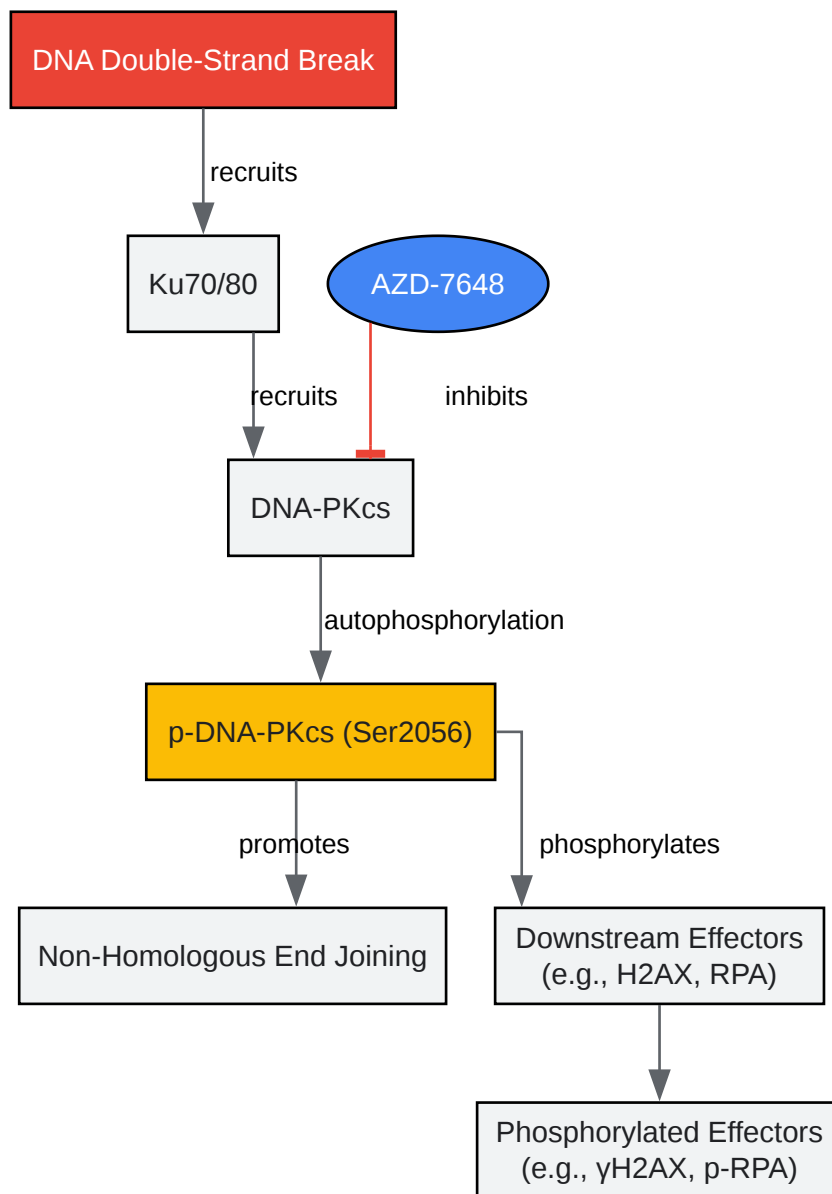 DNA Double-Strand Break
recruits
Ku70/80
AZD-7648
recruits
inhibits
DNA-PKcs
autophosphorylation
p-DNA-PKcs (Ser2056)
promotes
phosphorylates
Non-Homologous End Joining
Downstream Effectors
(e.g., H2AX, RPA)
Phosphorylated Effectors
(e.g., γH2AX, p-RPA)